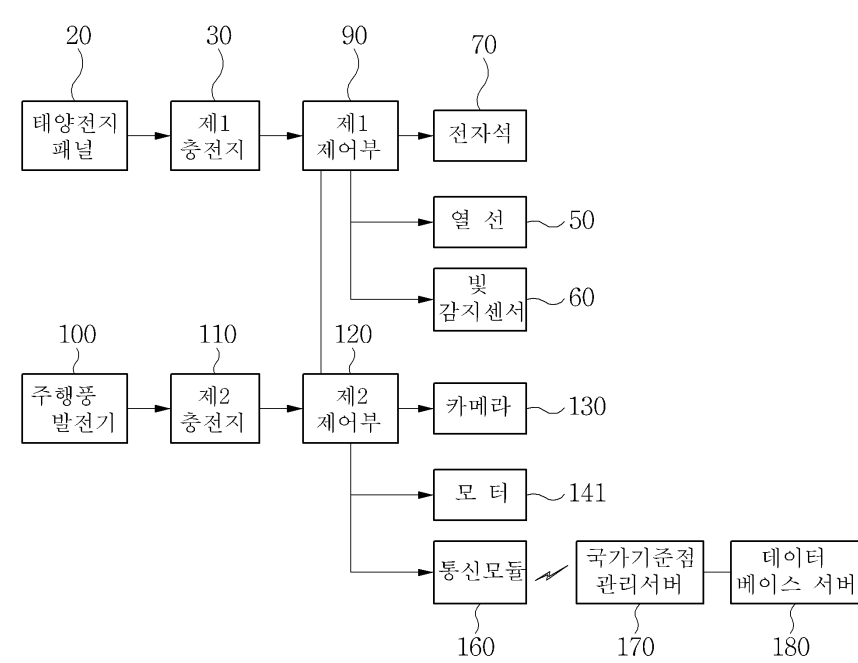 20
30
90
70
태양전지
패널
제1
충전지
제1
제어부
전자석
열 선
50
빛
감지센서
60
100
110
120
주행풍
발전기
제2
충전지
제2
제어부
카메라
130
모 터
141
통신모듈
국가기준점
관리서버
데이터
베이스 서버
160
170
180